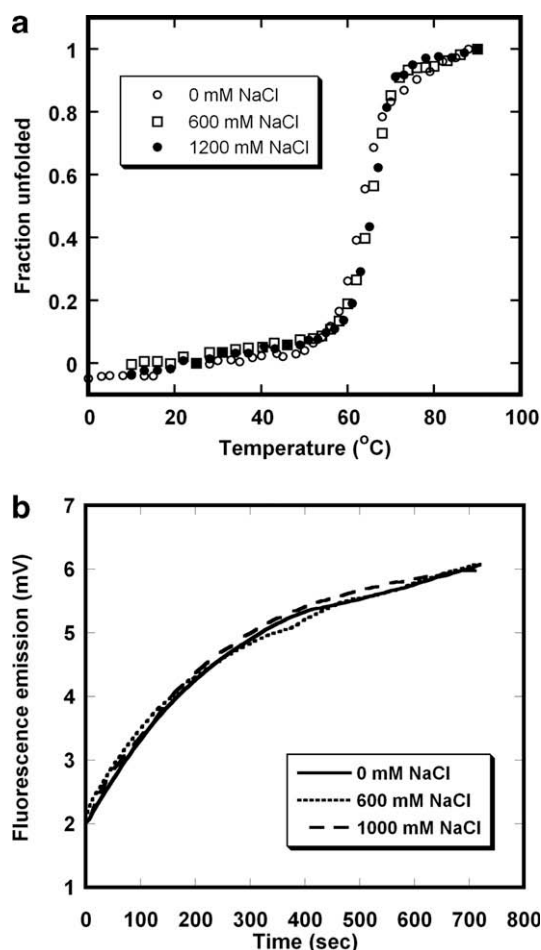 a
1
0.8
0.6
0.4
0.2
0
Fraction unfolded
0 mM NaCl
600 mM NaCl
1200 mM NaCl
0 20 40 60 80 100
Temperature (°C)
b
7
6
5
4
3
2
1
Fluorescence emission (mV)
0 mM NaCl
600 mM NaCl
1000 mM NaCl
0 100 200 300 400 500 600 700 800
Time (sec)